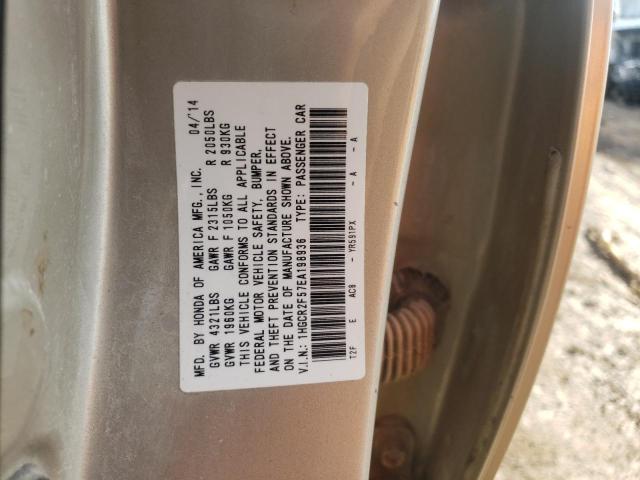 MFD. BY HONDA OF AMERICA MFG., INC. 04/'14
GVWR 4321LBS GAWR F 2315LBS R 2050LBS
GVWR 1960KG GAWR F 1050KG R 930KG
THIS VEHICLE CONFORMS TO ALL APPLICABLE
FEDERAL MOTOR VEHICLE SAFETY, BUMPER,
AND THEFT PREVENTION STANDARDS IN EFFECT
ON THE DATE OF MANUFACTURE SHOWN ABOVE.
V.I.N.: 1HGCR2F57EA198936 TYPE: PASSENGER CAR
T2F E AC8 - YR591PX - A - A